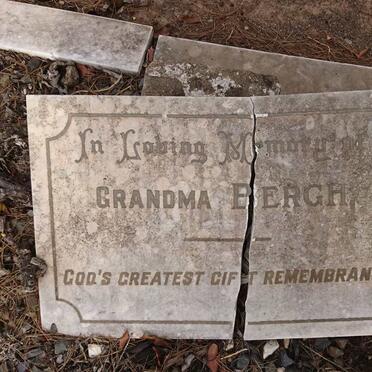 In Loving Memory of
GRANDMA BERGH,
GOD'S GREATEST GIFT REMEMBRAN